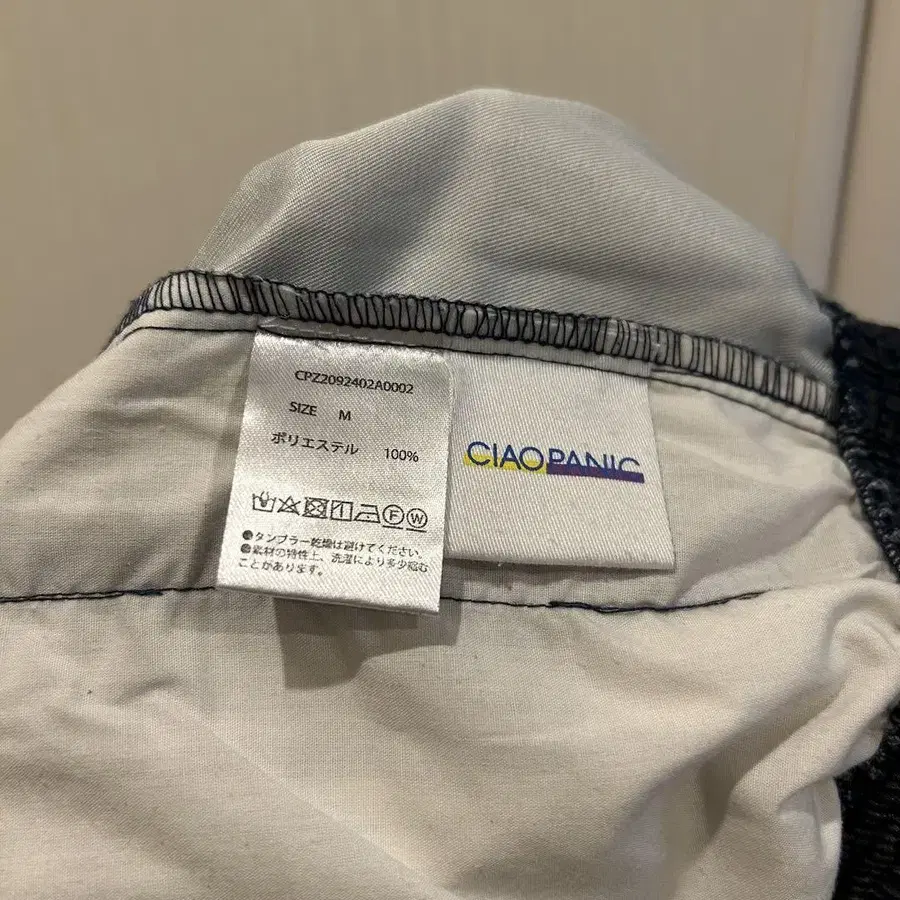 CPZ2092402A0002
SIZE M
ポリエステル 100%
F W
●タンブラー乾燥は避けてください。
●素材の特性上、洗濯により多少縮む
ことがあります。
CIAOPANIC